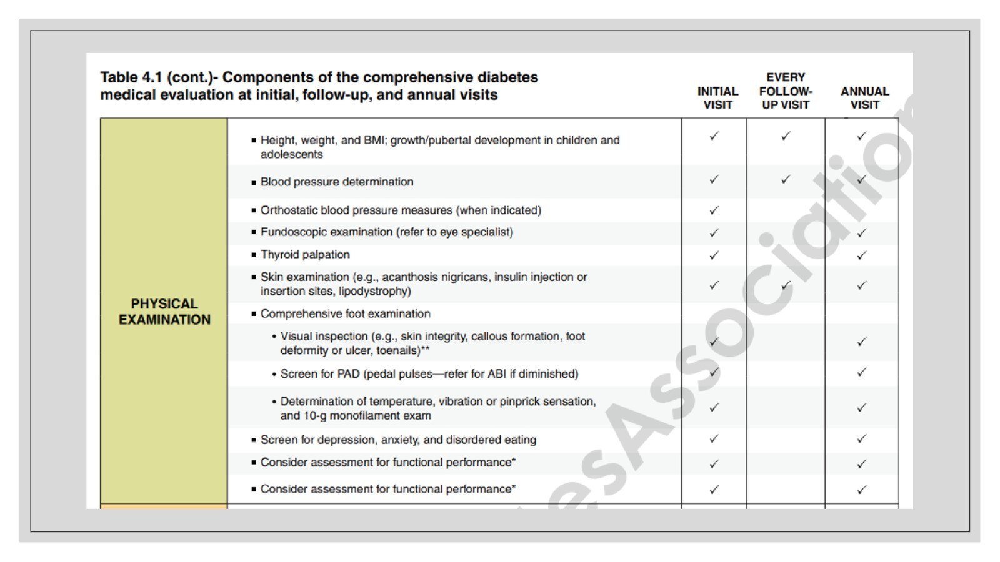 Table 4.1 (cont.)- Components of the comprehensive diabetes
medical evaluation at initial, follow-up, and annual visits
INITIAL
VISIT
EVERY
FOLLOW-
UP VISIT
ANNUAL
VISIT
PHYSICAL
EXAMINATION
▪ Height, weight, and BMI; growth/pubertal development in children and
adolescents
✓ ✓ ✓
▪ Blood pressure determination
✓ ✓ ✓
▪ Orthostatic blood pressure measures (when indicated)
✓
▪ Fundoscopic examination (refer to eye specialist)
✓ ✓
▪ Thyroid palpation
✓ ✓
▪ Skin examination (e.g., acanthosis nigricans, insulin injection or
insertion sites, lipodystrophy)
✓ ✓ ✓
▪ Comprehensive foot examination
• Visual inspection (e.g., skin integrity, callous formation, foot
deformity or ulcer, toenails)**
✓ ✓
• Screen for PAD (pedal pulses—refer for ABI if diminished)
✓ ✓
• Determination of temperature, vibration or pinprick sensation,
and 10-g monofilament exam
✓ ✓
▪ Screen for depression, anxiety, and disordered eating
✓ ✓
▪ Consider assessment for functional performance*
✓ ✓
▪ Consider assessment for functional performance*
✓ ✓
esAssociation